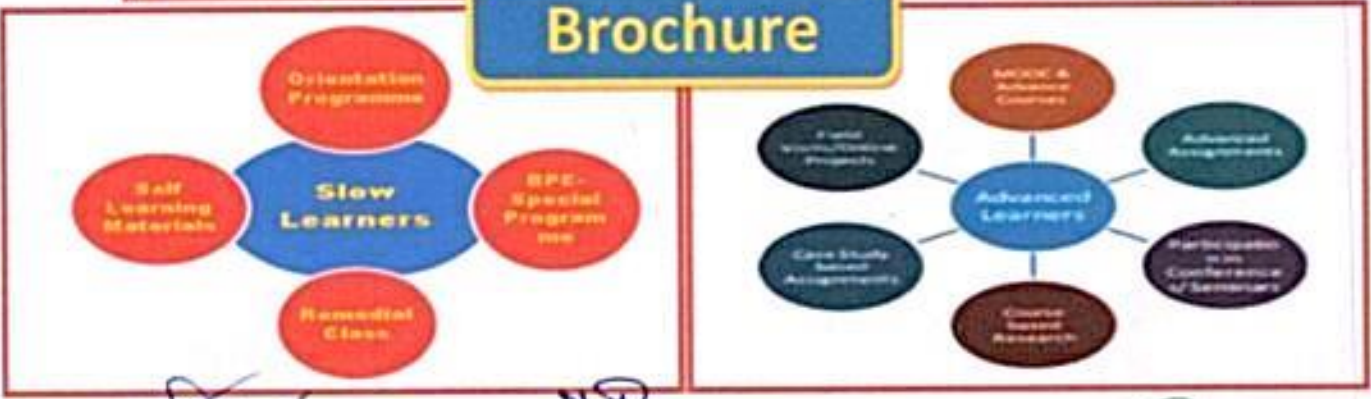 Brochure
Orientation
Programme
Slow
Learners
Self
Learning
Materials
BPE-
Special
Program
me
Remedial
Class
MOOC &
Advance
Courses
Advanced
Assignments
Participatio
n in
Conference
s/Seminars
Course
based
Research
Case Study
based
Assignments
Field
Visits/Online
Projects
Advanced
Learners